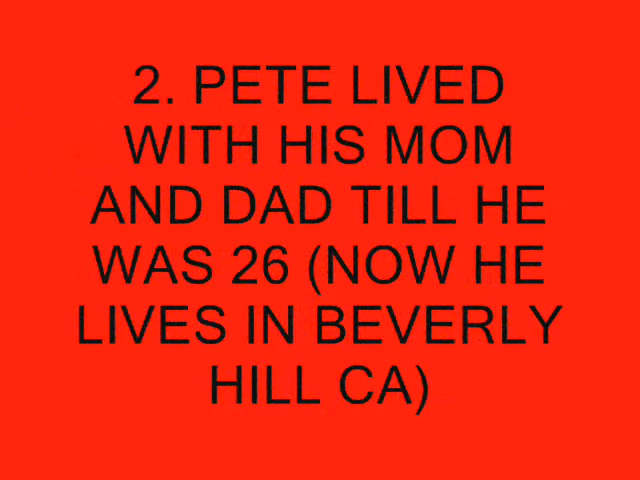 2. PETE LIVED
WITH HIS MOM
AND DAD TILL HE
WAS 26 (NOW HE
LIVES IN BEVERLY
HILL CA)